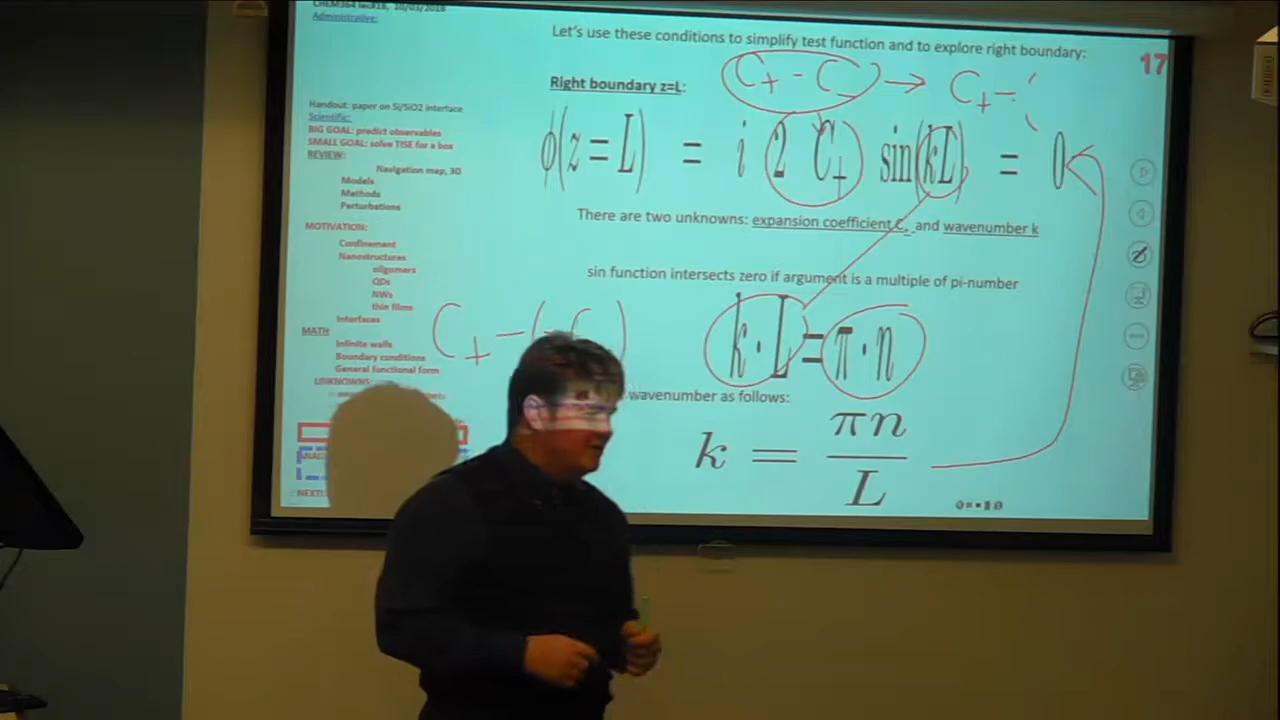 CHEM364 lec#18, 10/03/2018
Administrative:
Handout: paper on Si/SiO2 interface
Scientific:
BIG GOAL: predict observables
SMALL GOAL: solve TISE for a box
REVIEW:
Navigation map, 3D
Models
Methods
Perturbations
MOTIVATION:
Confinement
Nanostructures
oligomers
QDs
NWs
thin films
Interfaces
MATH
Infinite walls
Boundary conditions
General functional form
UNKNOWNS:
NEXT:
Let's use these conditions to simplify test function and to explore right boundary:
17
Right boundary z=L:
C₊ - C₋ → C₊ - (
ϕ(z = L) = i 2 C₊ sin(kL) = 0
There are two unknowns: expansion coefficient C₊ and wavenumber k
sin function intersects zero if argument is a multiple of pi-number
C₊ - (
k · L = π · n
wavenumber as follows:
k = πn / L